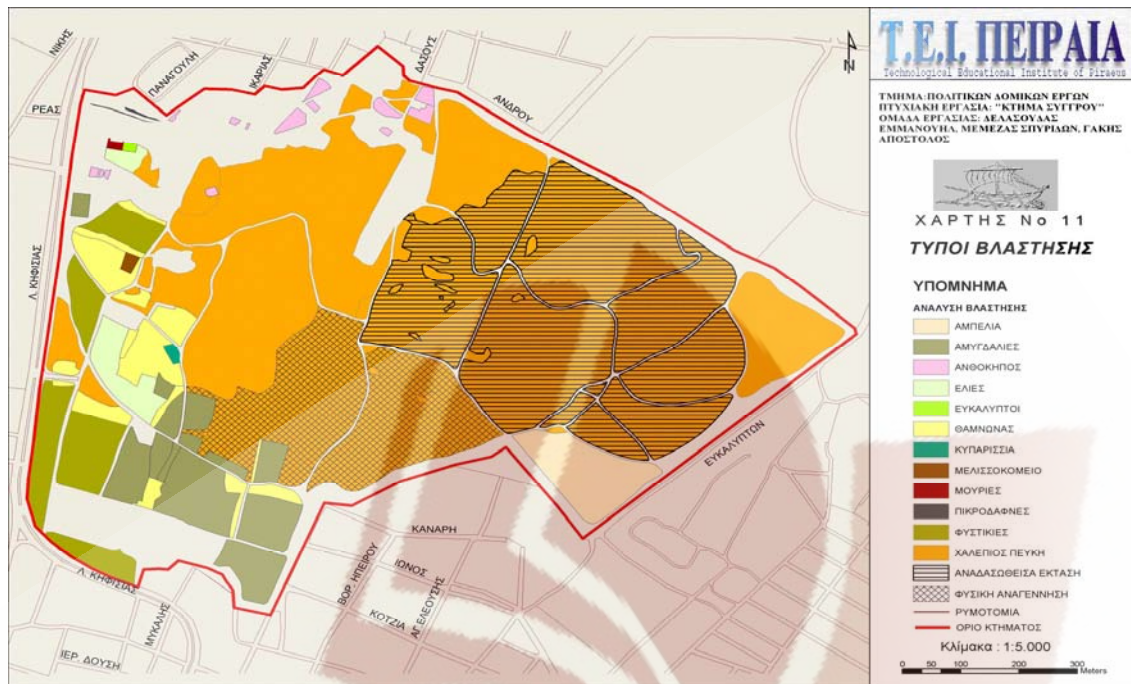 ΝΙΚΗΣ
ΠΑΝΑΓΟΥΛΗ
ΙΚΑΡΙΑΣ
ΔΑΣΟΥΣ
ΑΝΔΡΟΥ
ΡΕΑΣ
Λ. ΚΗΦΙΣΙΑΣ
ΕΥΚΑΛΥΠΤΩΝ
ΚΑΝΑΡΗ
ΒΟΡ. ΗΠΕΙΡΟΥ
ΙΩΝΟΣ
ΚΟΤΖΙΑ
ΑΓ.ΕΛΕΟΥΣΗΣ
Λ. ΚΗΦΙΣΙΑΣ
ΜΥΚΑΛΗΣ
ΙΕΡ. ΔΟΥΣΗ
Τ.Ε.Ι. ΠΕΙΡΑΙΑ
Technological Educational Institute of Piraeus
ΤΜΗΜΑ:ΠΟΛΙΤΙΚΩΝ ΔΟΜΙΚΩΝ ΕΡΓΩΝ
ΠΤΥΧΙΑΚΗ ΕΡΓΑΣΙΑ: "ΚΤΗΜΑ ΣΥΓΓΡΟΥ"
ΟΜΑΔΑ ΕΡΓΑΣΙΑΣ: ΔΕΛΑΣΟΥΔΑΣ
ΕΜΜΑΝΟΥΗΛ, ΜΕΜΕΖΑΣ ΣΠΥΡΙΔΩΝ, ΓΑΚΗΣ
ΑΠΟΣΤΟΛΟΣ
ΧΑΡΤΗΣ Νο 11
ΤΥΠΟΙ ΒΛΑΣΤΗΣΗΣ
ΥΠΟΜΝΗΜΑ
ΑΝΑΛΥΣΗ ΒΛΑΣΤΗΣΗΣ
ΑΜΠΕΛΙΑ
ΑΜΥΓΔΑΛΙΕΣ
ΑΝΘΟΚΗΠΟΣ
ΕΛΙΕΣ
ΕΥΚΑΛΥΠΤΟΙ
ΘΑΜΝΩΝΑΣ
ΚΥΠΑΡΙΣΣΙΑ
ΜΕΛΙΣΣΟΚΟΜΕΙΟ
ΜΟΥΡΙΕΣ
ΠΙΚΡΟΔΑΦΝΕΣ
ΦΥΣΤΙΚΙΕΣ
ΧΑΛΕΠΙΟΣ ΠΕΥΚΗ
ΑΝΑΔΑΣΩΘΕΙΣΑ ΕΚΤΑΣΗ
ΦΥΣΙΚΗ ΑΝΑΓΕΝΝΗΣΗ
ΡΥΜΟΤΟΜΙΑ
ΟΡΙΟ ΚΤΗΜΑΤΟΣ
Κλίμακα : 1:5.000
0 50 100 200 300
Meters